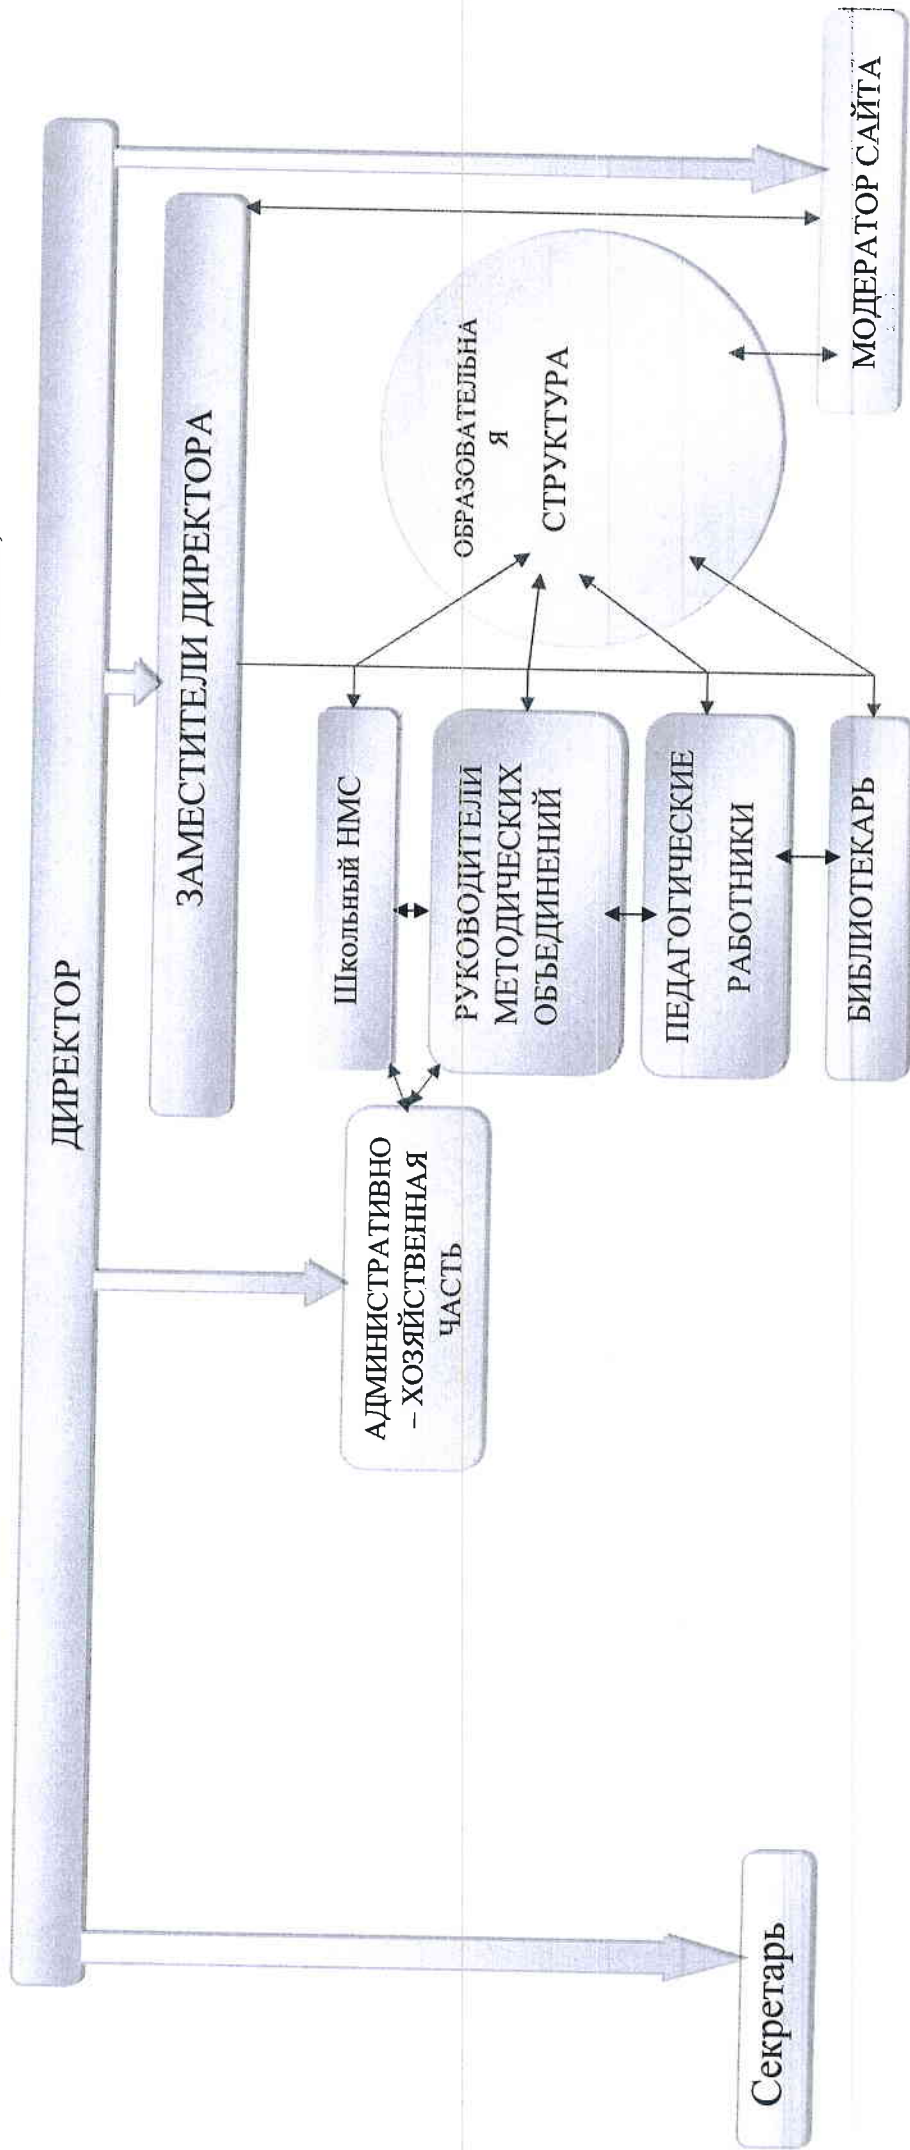 ДИРЕКТОР
ЗАМЕСТИТЕЛИ ДИРЕКТОРА
Школьный НМС
РУКОВОДИТЕЛИ
МЕТОДИЧЕСКИХ
ОБЪЕДИНЕНИЙ
ПЕДАГОГИЧЕСКИЕ
РАБОТНИКИ
БИБЛИОТЕКАРЬ
АДМИНИСТРАТИВНО
– ХОЗЯЙСТВЕННАЯ
ЧАСТЬ
ОБРАЗОВАТЕЛЬНА
Я
СТРУКТУРА
МОДЕРАТОР САЙТА
Секретарь